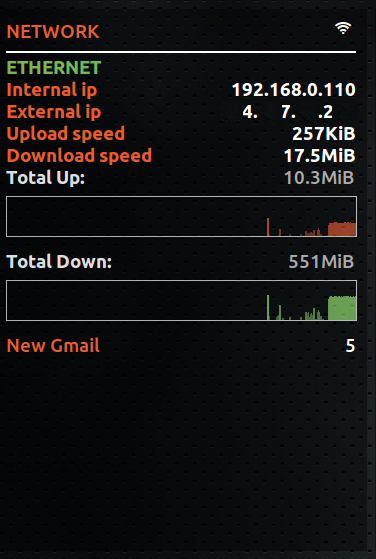 NETWORK
ETHERNET
Internal ip 192.168.0.110
External ip 4. 7. .2
Upload speed 257KiB
Download speed 17.5MiB
Total Up: 10.3MiB
Total Down: 551MiB
New Gmail 5